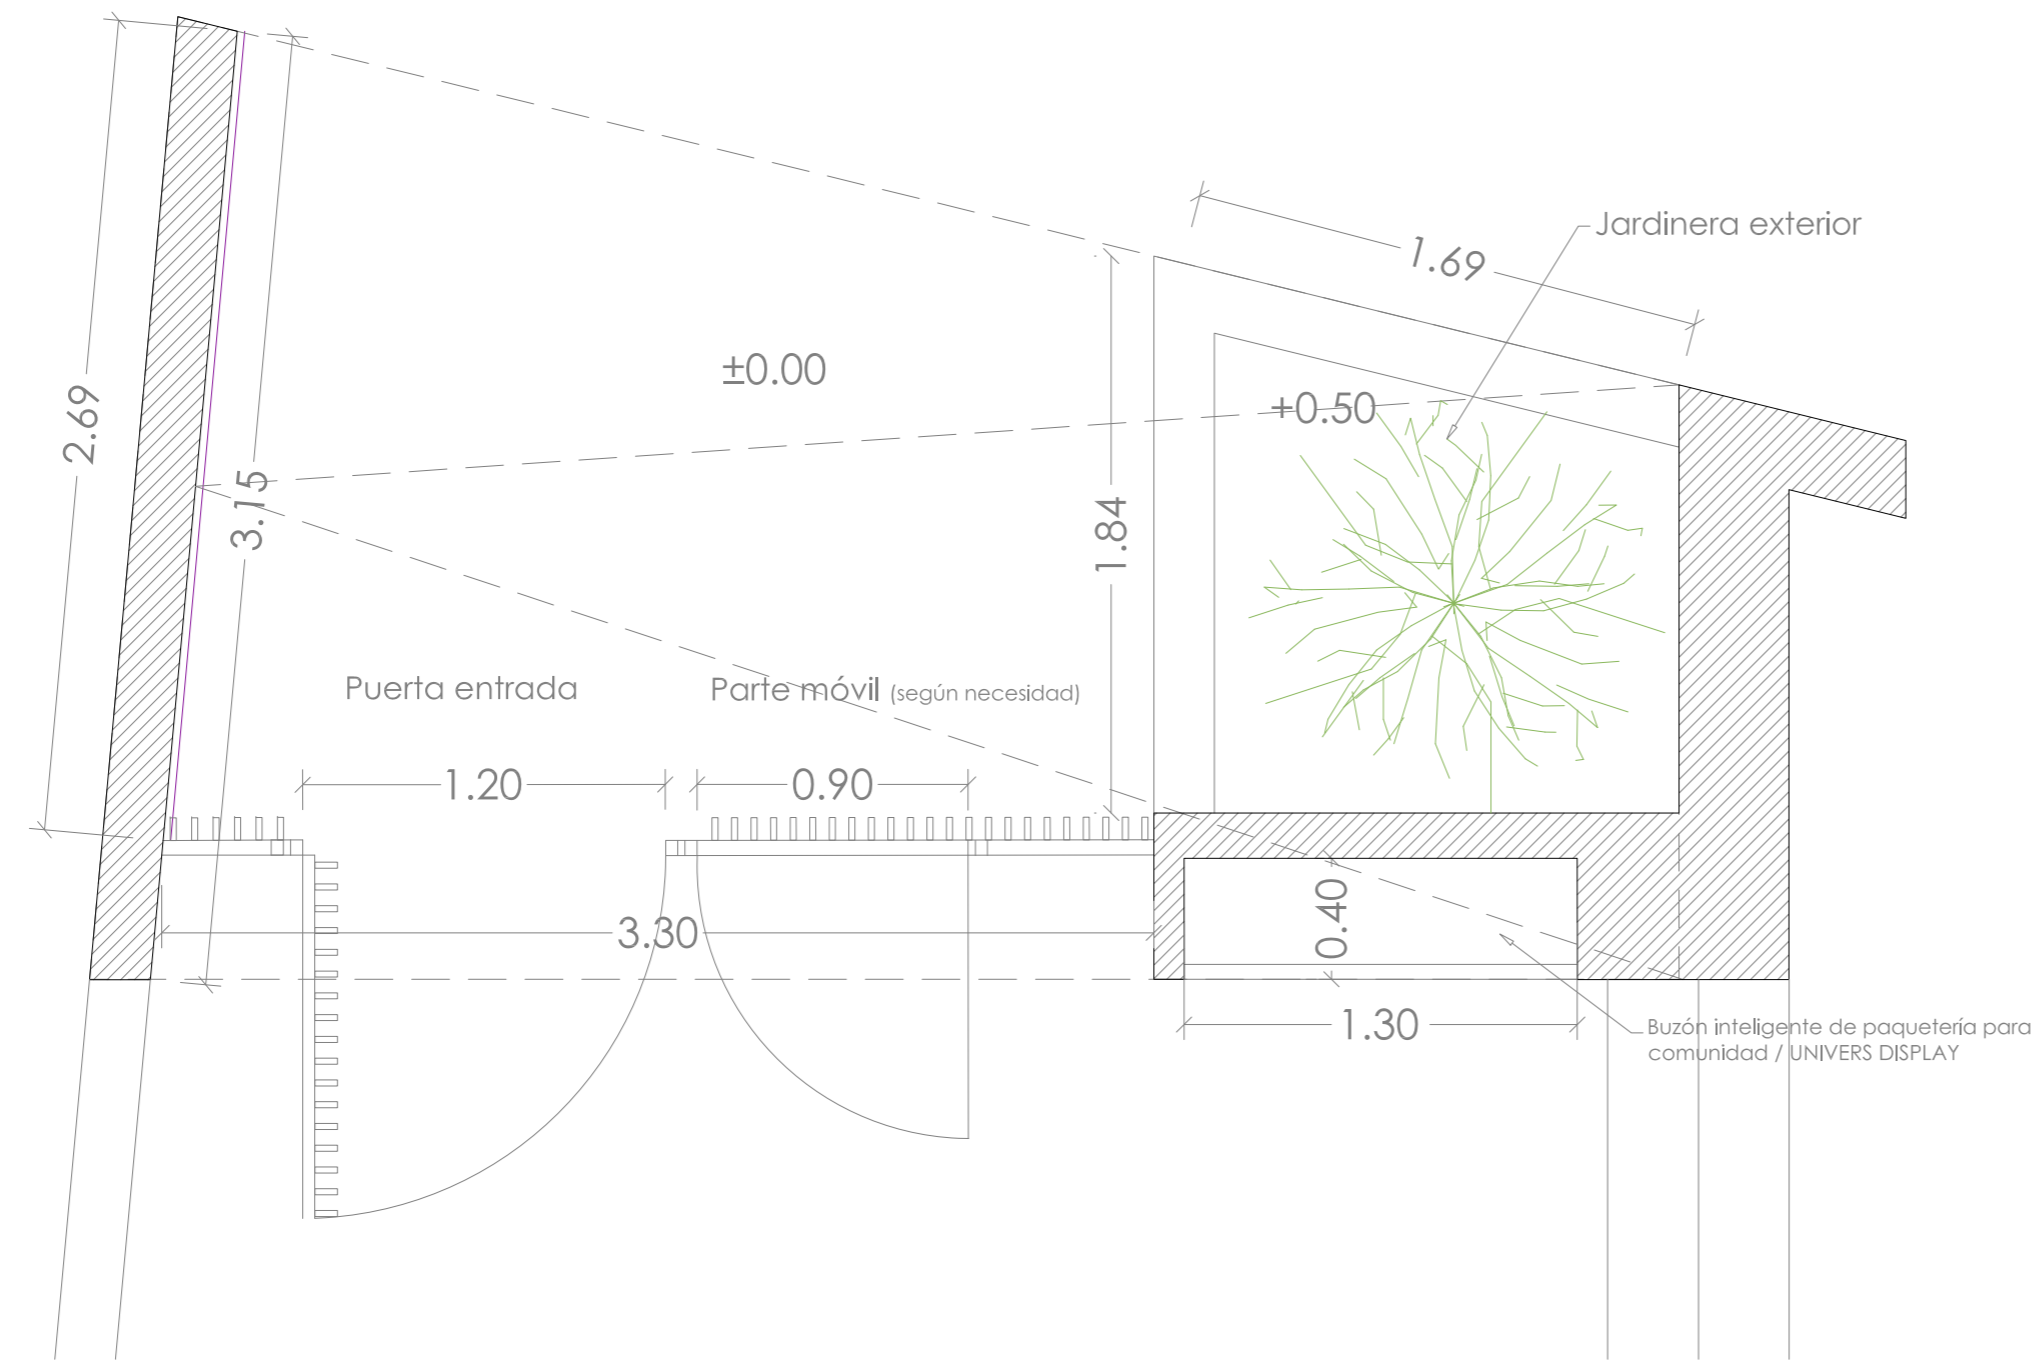 Jardinera exterior
1.69
±0.00
+0.50
2.69
3.15
1.84
Puerta entrada
Parte móvil (según necesidad)
1.20
0.90
0.40
3.30
1.30
Buzón inteligente de paquetería para
comunidad / UNIVERS DISPLAY